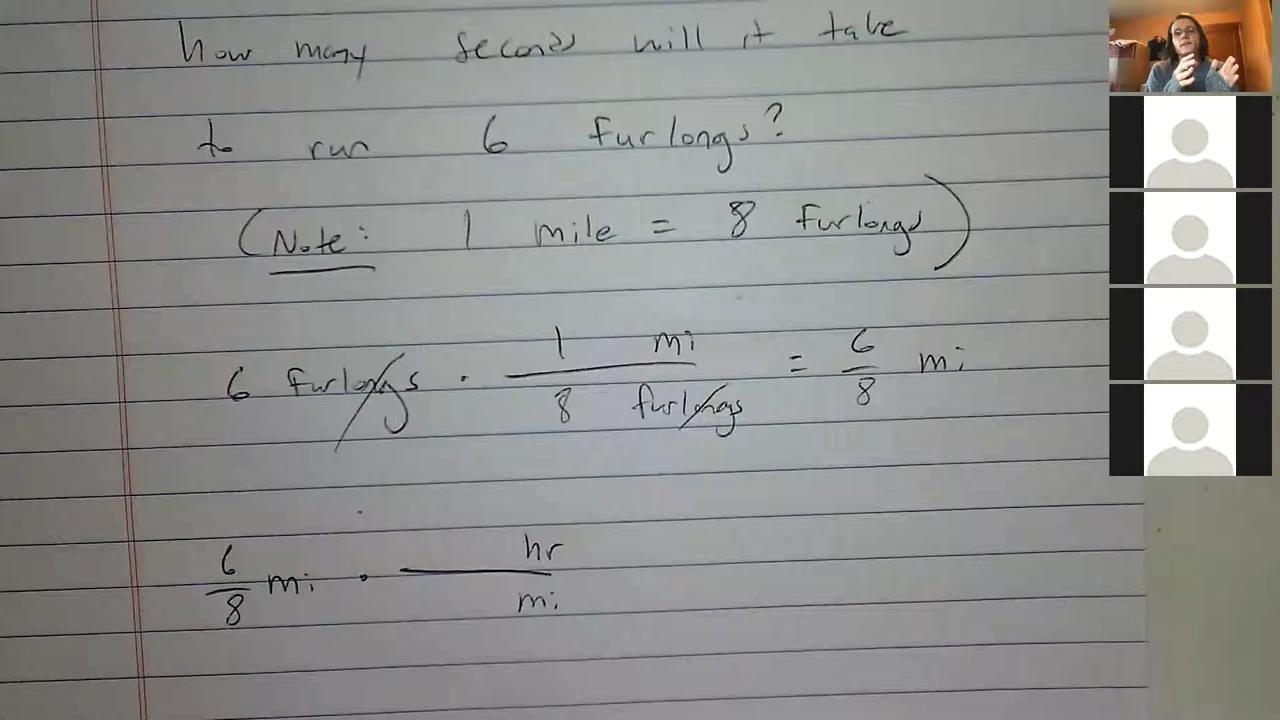 how many seconds will it take
to run 6 furlongs?
(Note: 1 mile = 8 furlongs)
6 furlongs · 1 mi / 8 furlongs = 6/8 mi
6/8 mi · hr / mi